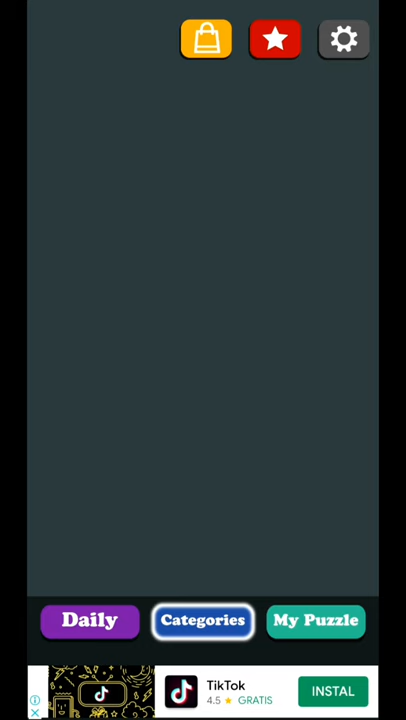 Daily
Categories
My Puzzle
TikTok
4.5 ★ GRATIS
INSTAL